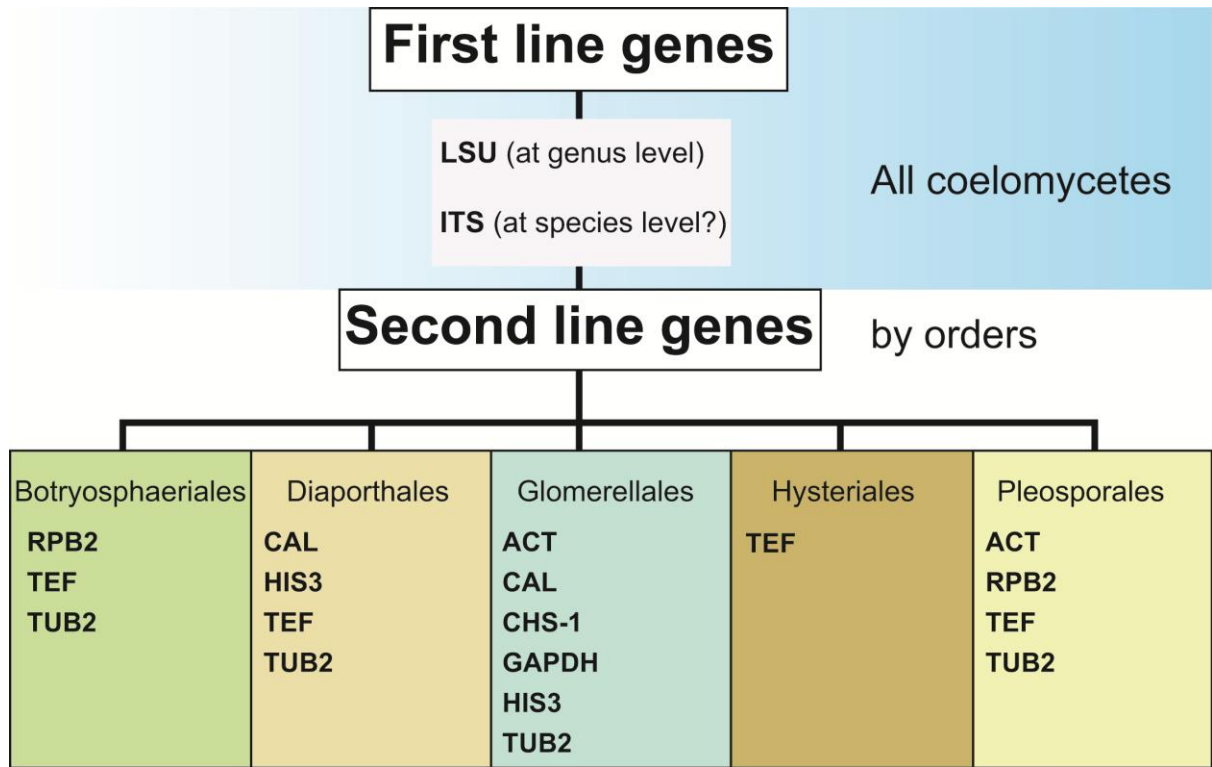 First line genes
LSU (at genus level)
All coelomycetes
ITS (at species level?)
Second line genes
by orders
Botryosphaeriales
RPB2
TEF
TUB2
Diaporthales
CAL
HIS3
TEF
TUB2
Glomerellales
ACT
CAL
CHS-1
GAPDH
HIS3
TUB2
Hysteriales
TEF
Pleosporales
ACT
RPB2
TEF
TUB2